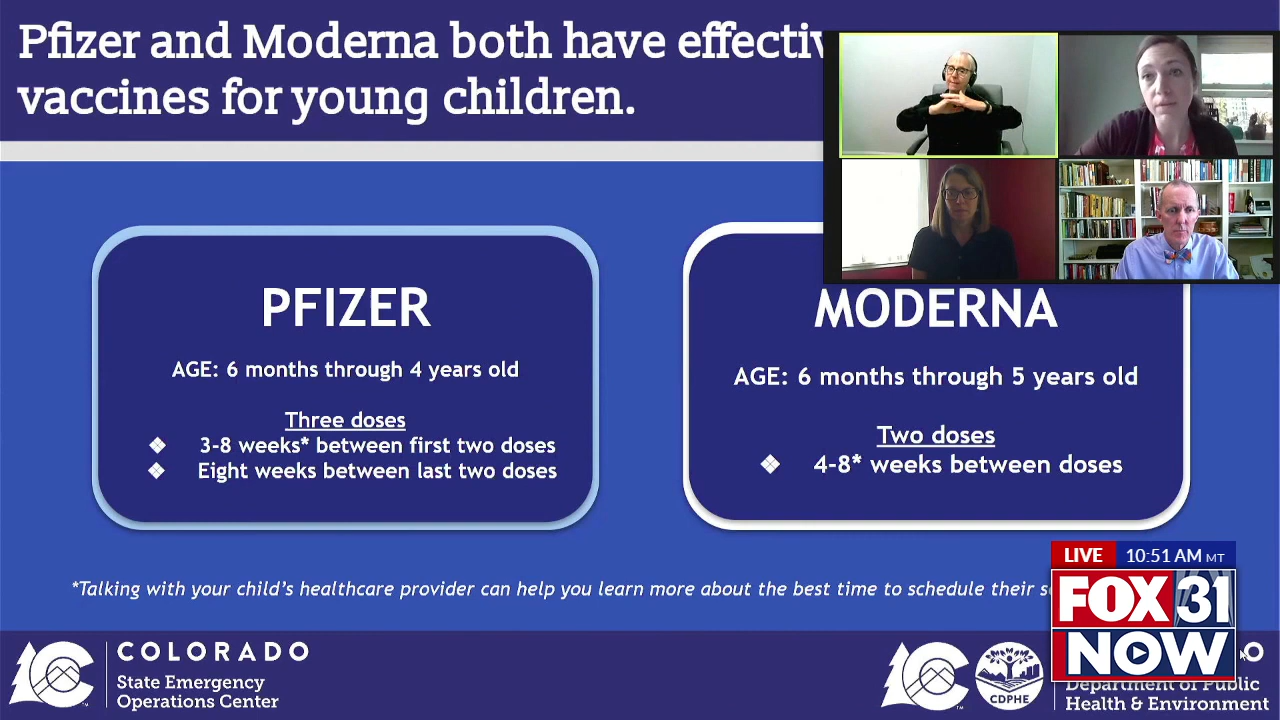 Pfizer and Moderna both have effectiv
vaccines for young children.
PFIZER
AGE: 6 months through 4 years old
Three doses
❖ 3-8 weeks* between first two doses
❖ Eight weeks between last two doses
MODERNA
AGE: 6 months through 5 years old
Two doses
❖ 4-8* weeks between doses
*Talking with your child's healthcare provider can help you learn more about the best time to schedule their
LIVE 10:51 AM MT
FOX 31
NOW
COLORADO
State Emergency
Operations Center
CDPHE
Department of Public
Health & Environment